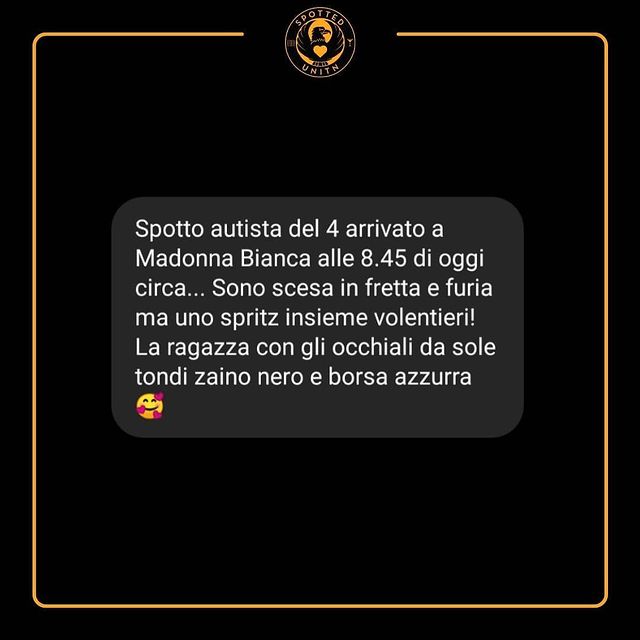 SPOTTED
UNITN
Spotto autista del 4 arrivato a
Madonna Bianca alle 8.45 di oggi
circa... Sono scesa in fretta e furia
ma uno spritz insieme volentieri!
La ragazza con gli occhiali da sole
tondi zaino nero e borsa azzurra
🥰